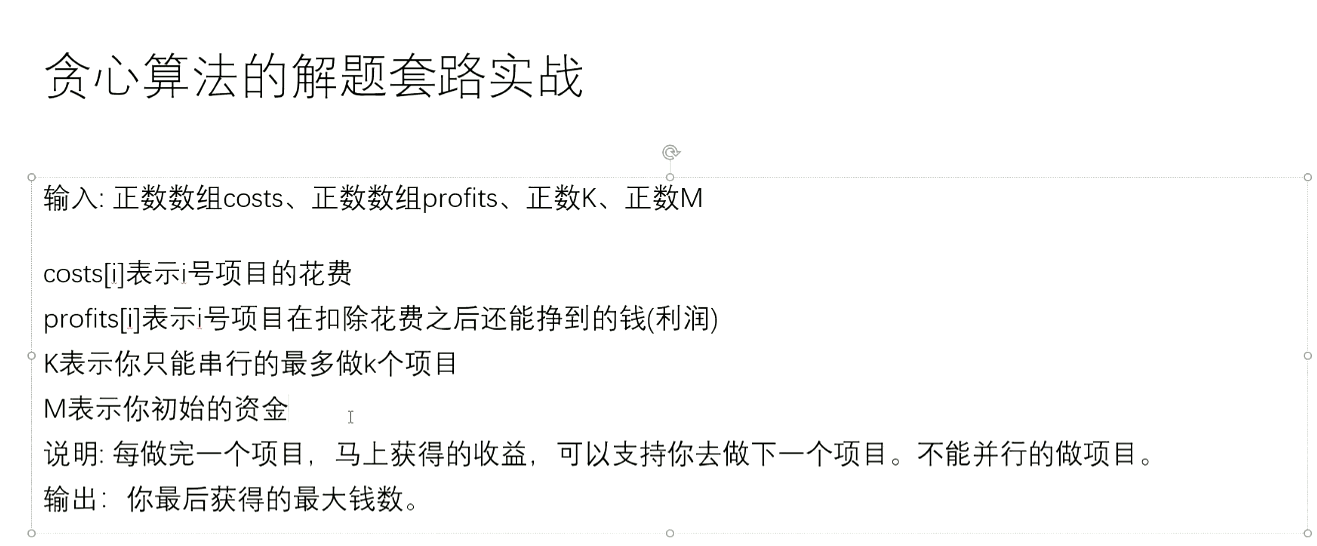 贪心算法的解题套路实战
输入: 正数数组costs、正数数组profits、正数K、正数M
costs[i]表示i号项目的花费
profits[i]表示i号项目在扣除花费之后还能挣到的钱(利润)
K表示你只能串行的最多做k个项目
M表示你初始的资金
说明: 每做完一个项目，马上获得的收益，可以支持你去做下一个项目。不能并行的做项目。
输出：你最后获得的最大钱数。